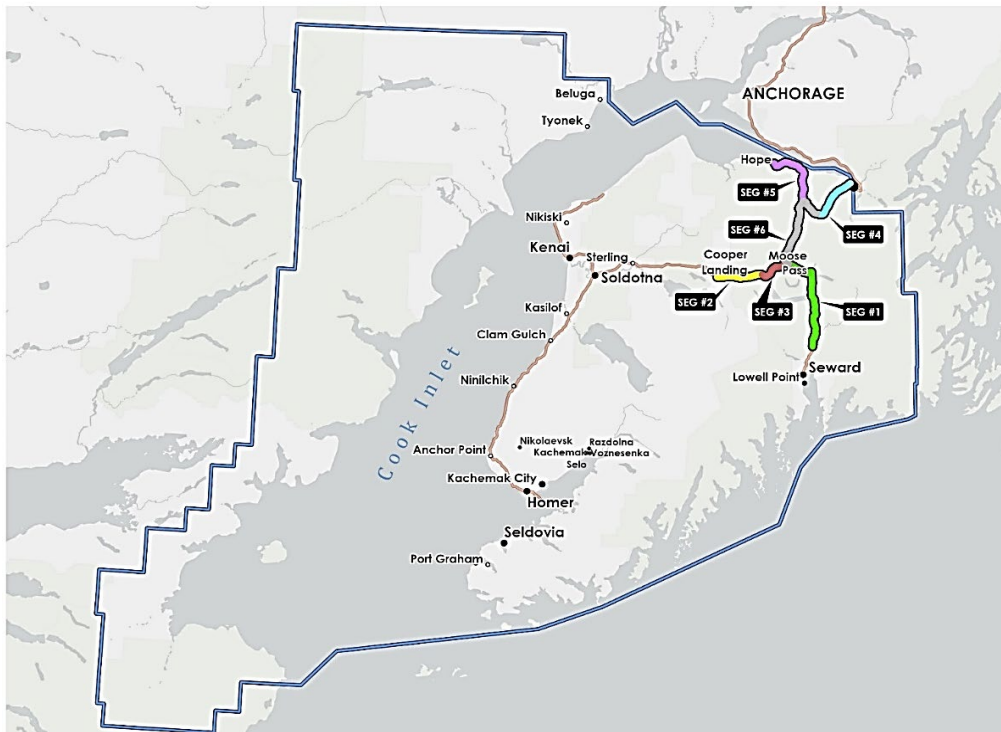 Beluga
ANCHORAGE
Tyonek
Hope
SEG #5
Nikiski
SEG #6
SEG #4
Kenai
Sterling
Cooper
Landing
Moose
Pass
Soldotna
SEG #2
SEG #3
SEG #1
Kasilof
Clam Gulch
Cook Inlet
Lowell Point
Seward
Ninilchik
Nikolaevsk
Razdolna
Anchor Point
Kachemak
Selo
Voznesenka
Kachemak City
Homer
Seldovia
Port Graham